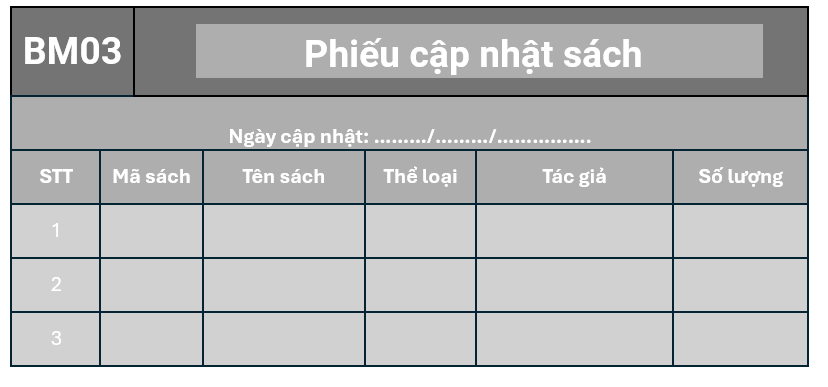 BM03 Phiếu cập nhật sách
Ngày cập nhật: ………/………/…………….
STT Mã sách Tên sách Thể loại Tác giả Số lượng
1
2
3